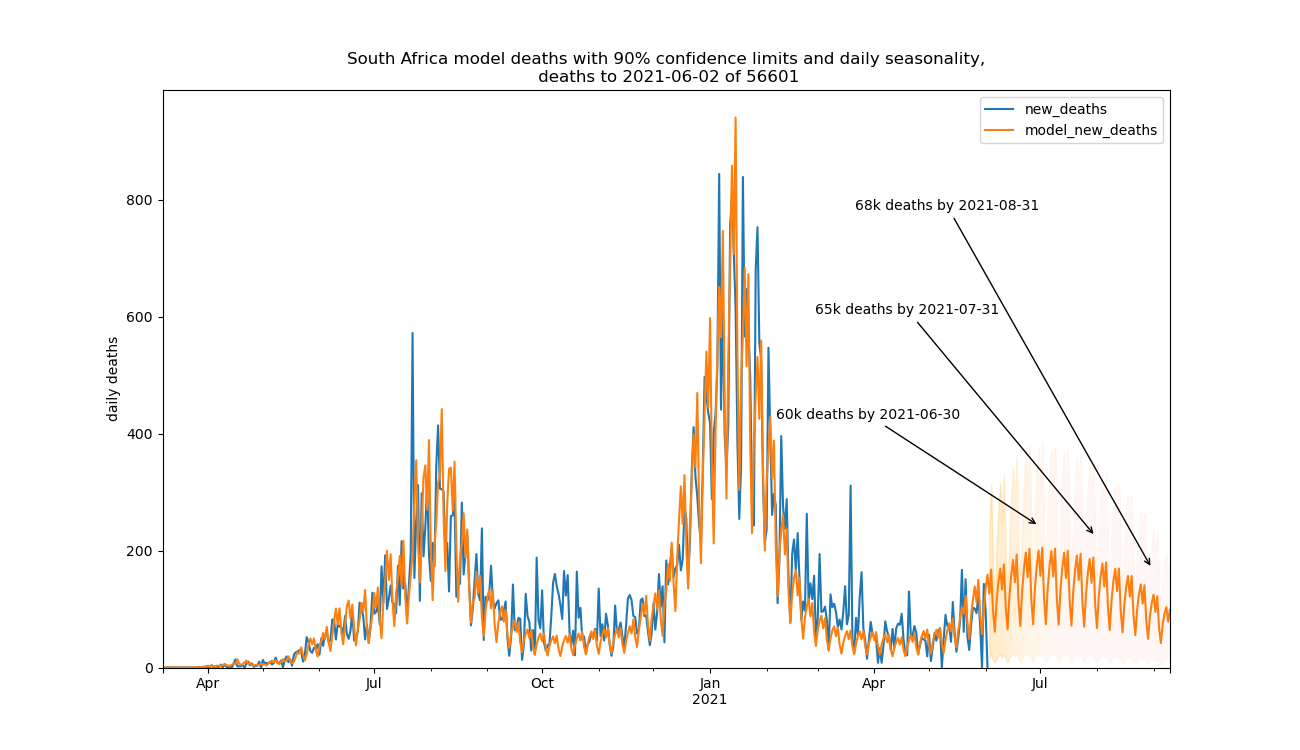 South Africa model deaths with 90% confidence limits and daily seasonality,
deaths to 2021-06-02 of 56601
new_deaths
model_new_deaths
68k deaths by 2021-08-31
65k deaths by 2021-07-31
60k deaths by 2021-06-30
daily deaths
800
600
400
200
0
Apr
Jul
Oct
Jan
2021
Apr
Jul